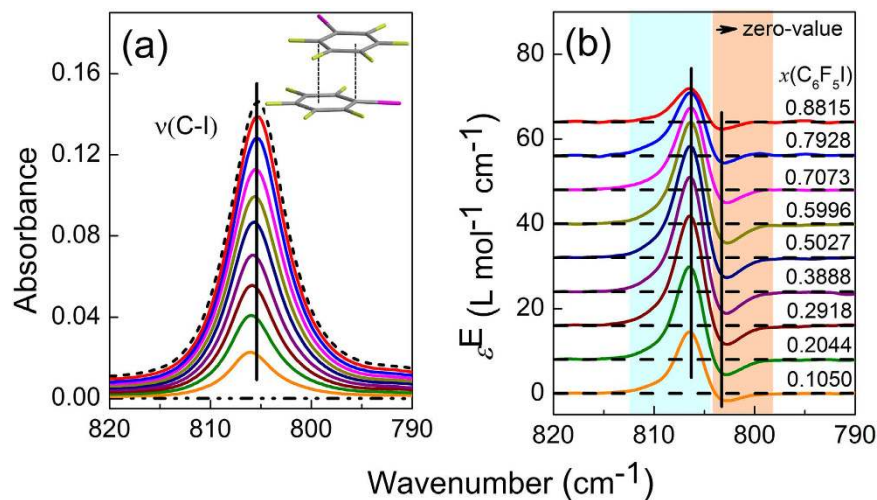 (a)
ν(C-I)
0.16
0.12
0.08
0.04
0.00
Absorbance
820 810 800 790
(b)
zero-value
x(C₆F₅I)
0.8815
0.7928
0.7073
0.5996
0.5027
0.3888
0.2918
0.2044
0.1050
80
60
40
20
0
εᴱ (L mol⁻¹ cm⁻¹)
820 810 800 790
Wavenumber (cm⁻¹)